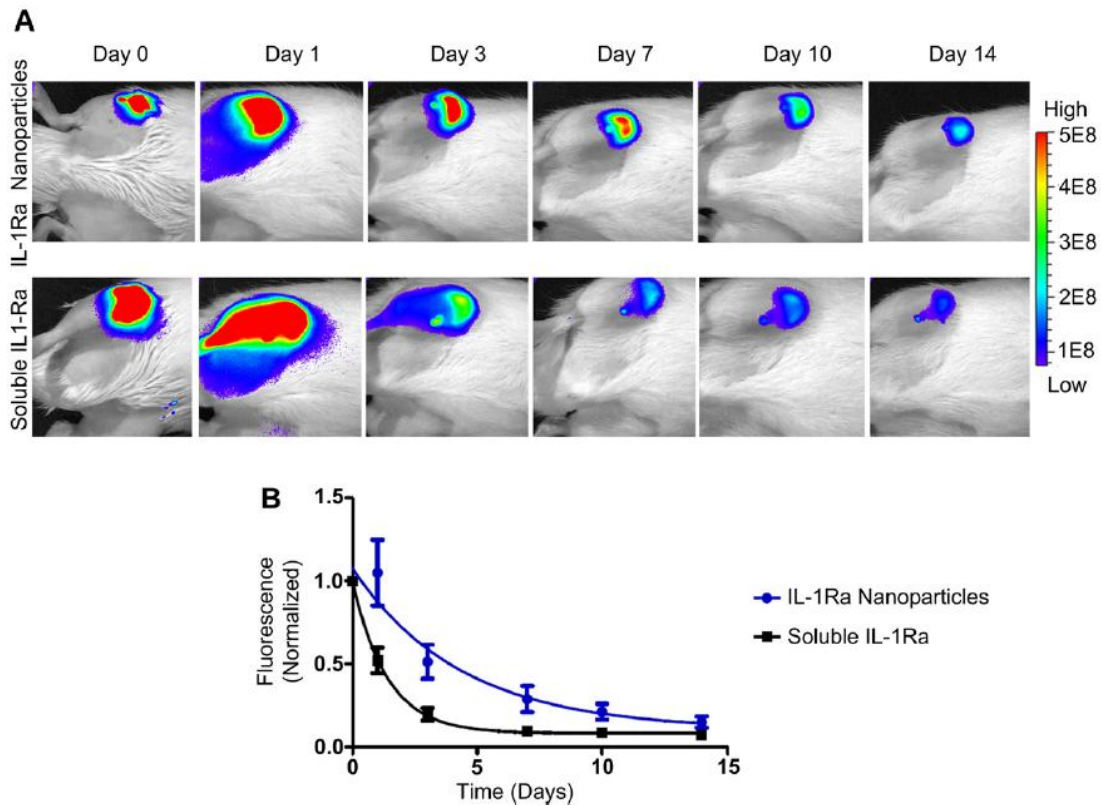 A
Day 0 Day 1 Day 3 Day 7 Day 10 Day 14
IL-1Ra Nanoparticles
Soluble IL1-Ra
High
5E8
4E8
3E8
2E8
1E8
Low
B
1.5
1.0
0.5
0.0
0 5 10 15
Fluorescence
(Normalized)
Time (Days)
IL-1Ra Nanoparticles
Soluble IL-1Ra